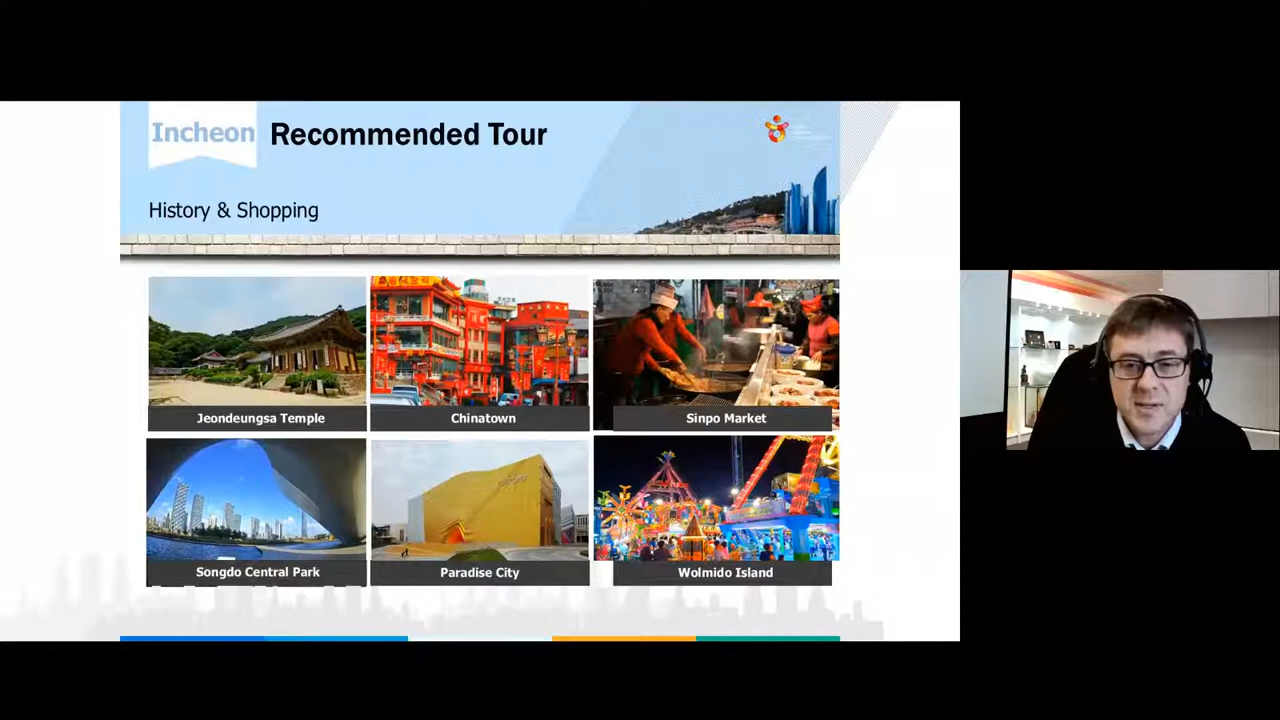 Incheon
Recommended Tour
History & Shopping
Jeondeungsa Temple
Chinatown
Sinpo Market
Songdo Central Park
Paradise City
Wolmido Island